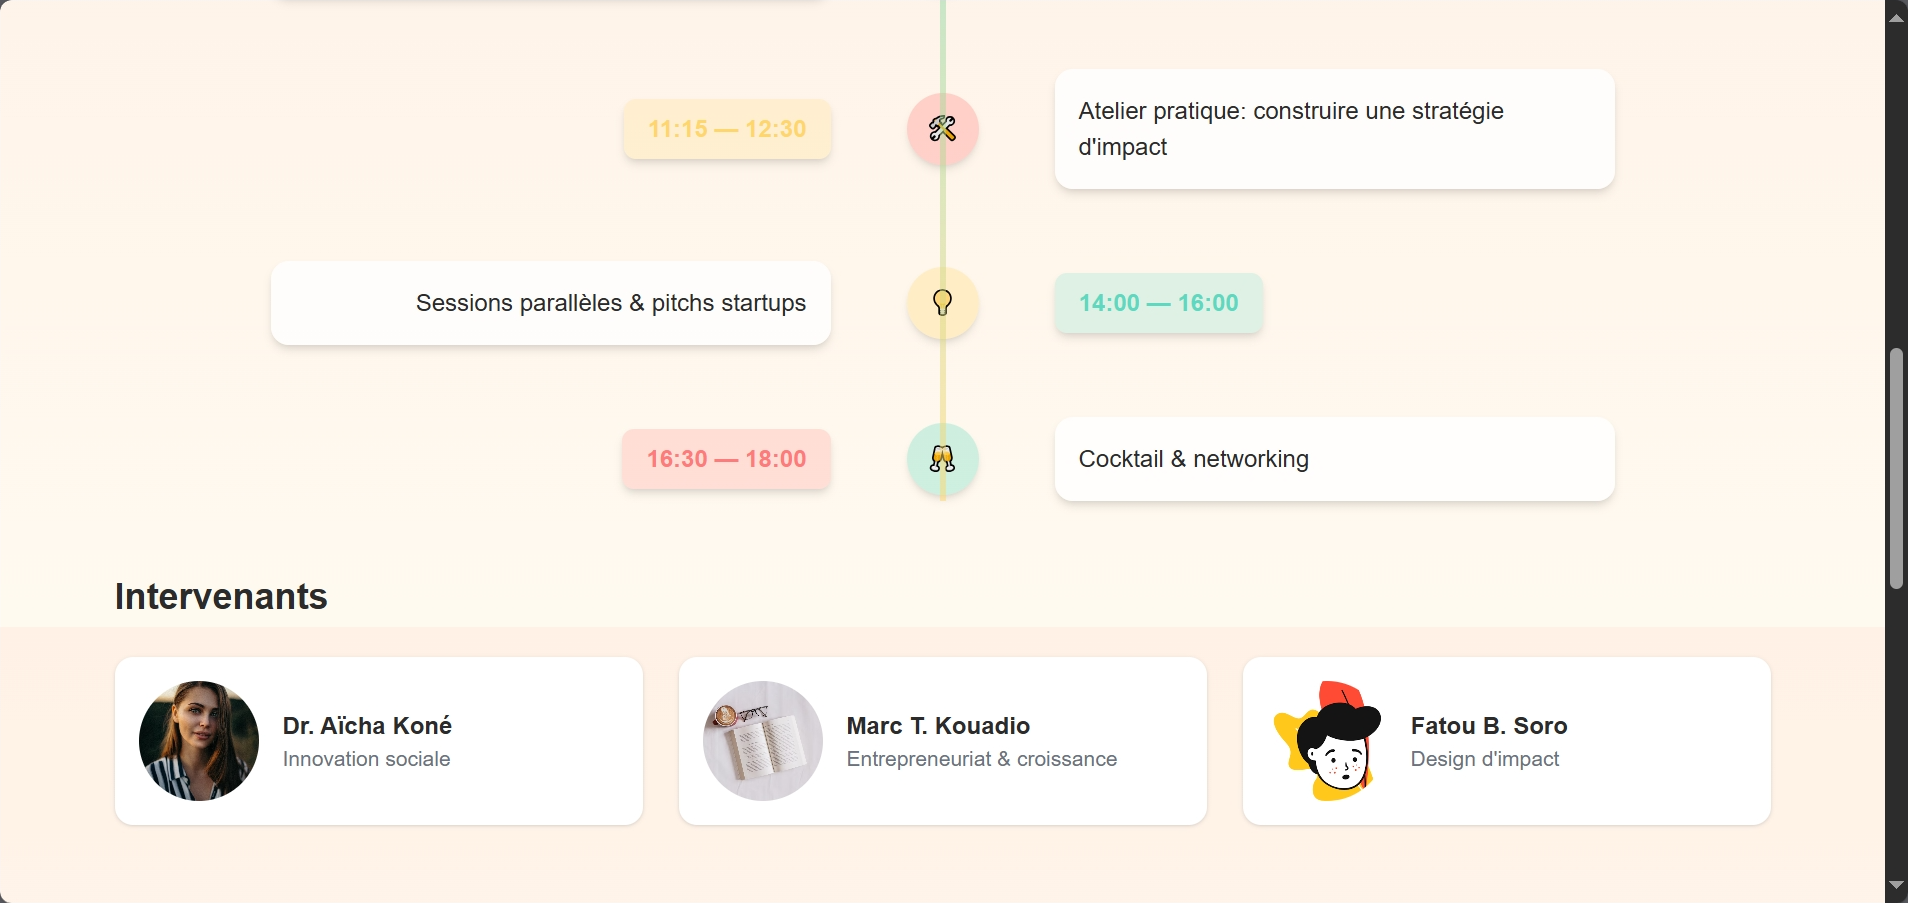 11:15 — 12:30
Atelier pratique: construire une stratégie
d'impact
Sessions parallèles & pitchs startups
14:00 — 16:00
16:30 — 18:00
Cocktail & networking
Intervenants
Dr. Aïcha Koné
Innovation sociale
Marc T. Kouadio
Entrepreneuriat & croissance
Fatou B. Soro
Design d'impact